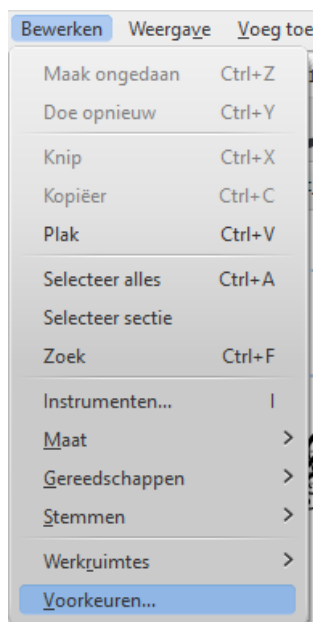 Bewerken Weergave Voeg toe
Maak ongedaan Ctrl+Z
Doe opnieuw Ctrl+Y
Knip Ctrl+X
Kopiëer Ctrl+C
Plak Ctrl+V
Selecteer alles Ctrl+A
Selecteer sectie
Zoek Ctrl+F
Instrumenten... I
Maat >
Gereedschappen >
Stemmen >
Werkruimtes >
Voorkeuren...